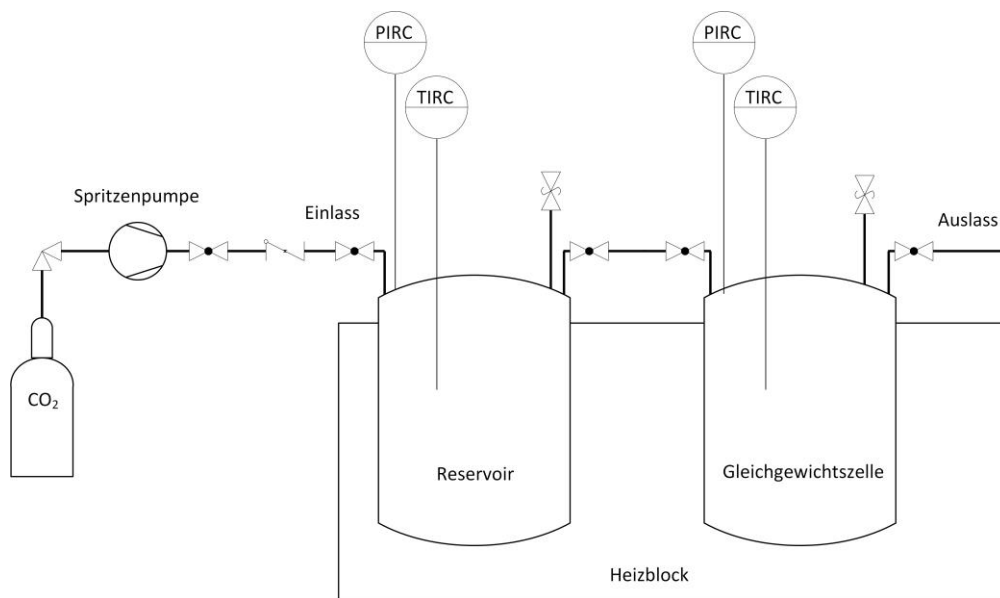 PIRC
PIRC
TIRC
TIRC
Spritzenpumpe
Einlass
Auslass
CO₂
Reservoir
Gleichgewichtszelle
Heizblock